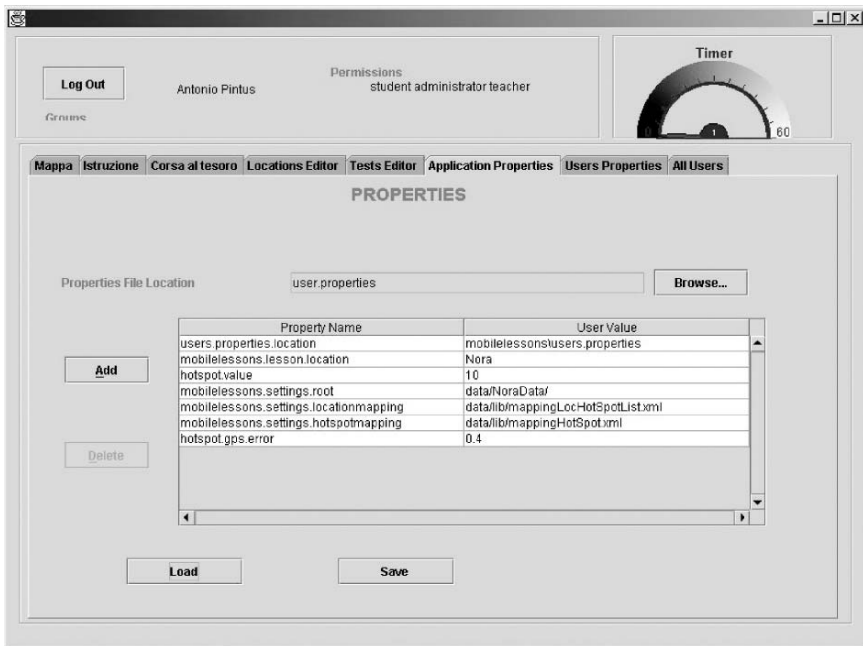 Timer
Permissions
Log Out
Antonio Pintus
student administrator teacher
Groups
0
1
60
Mappa Istruzione Corsa al tesoro Locations Editor Tests Editor Application Properties Users Properties All Users
PROPERTIES
Properties File Location user.properties Browse...
Property Name User Value
users.properties.location mobilelessons\users.properties
mobilelessons.lesson.location Nora
Add
hotspot.value 10
mobilelessons.settings.root data/NoraData/
mobilelessons.settings.locationmapping data/lib/mappingLocHotSpotList.xml
mobilelessons.settings.hotspotmapping data/lib/mappingHotSpot.xml
hotspot.gps.error 0.4
Delete
Load Save